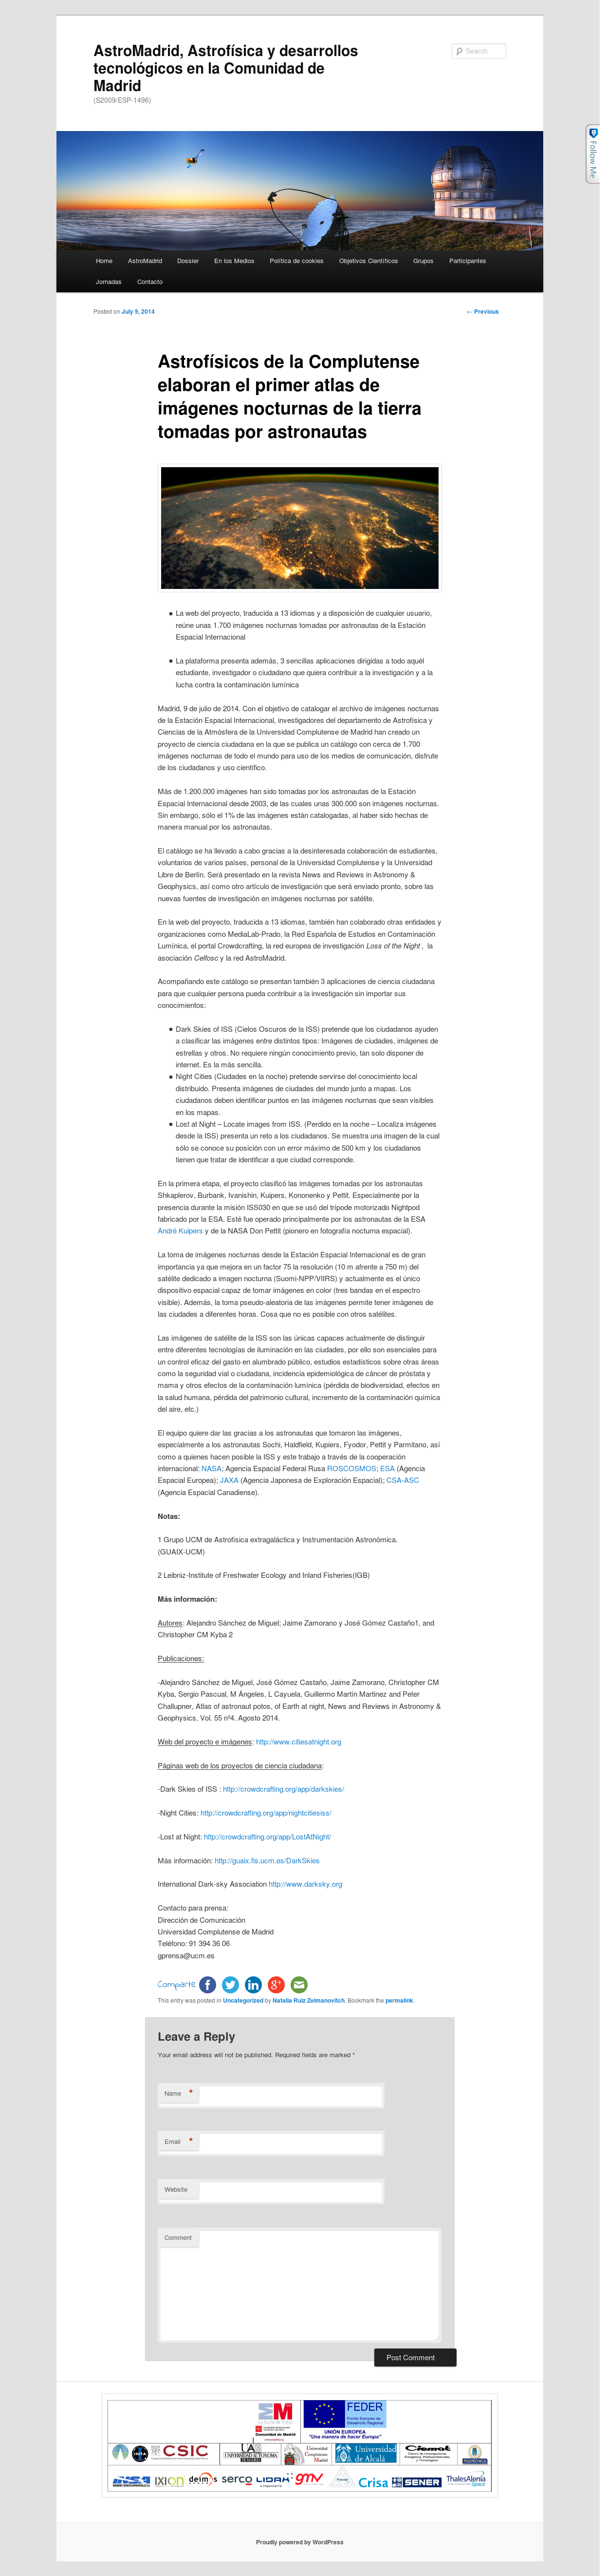 AstroMadrid, Astrofísica y desarrollos
tecnológicos en la Comunidad de
Madrid
(S2009/ESP-1496)
Search
Follow Me
Home
AstroMadrid
Dossier
En los Medios
Política de cookies
Objetivos Científicos
Grupos
Participantes
Jornadas
Contacto
Posted on July 9, 2014
← Previous
Astrofísicos de la Complutense
elaboran el primer atlas de
imágenes nocturnas de la tierra
tomadas por astronautas
La web del proyecto, traducida a 13 idiomas y a disposición de cualquier usuario,
reúne unas 1.700 imágenes nocturnas tomadas por astronautas de la Estación
Espacial Internacional
La plataforma presenta además, 3 sencillas aplicaciones dirigidas a todo aquél
estudiante, investigador o ciudadano que quiera contribuir a la investigación y a la
lucha contra la contaminación lumínica
Madrid, 9 de julio de 2014. Con el objetivo de catalogar el archivo de imágenes nocturnas
de la Estación Espacial Internacional, investigadores del departamento de Astrofísica y
Ciencias de la Atmósfera de la Universidad Complutense de Madrid han creado un
proyecto de ciencia ciudadana en la que se publica un catálogo con cerca de 1.700
imágenes nocturnas de todo el mundo para uso de los medios de comunicación, disfrute
de los ciudadanos y uso científico.
Más de 1.200.000 imágenes han sido tomadas por los astronautas de la Estación
Espacial Internacional desde 2003, de las cuales unas 300.000 son imágenes nocturnas.
Sin embargo, sólo el 1% de las imágenes están catalogadas, al haber sido hechas de
manera manual por los astronautas.
El catálogo se ha llevado a cabo gracias a la desinteresada colaboración de estudiantes,
voluntarios de varios países, personal de la Universidad Complutense y la Universidad
Libre de Berlín. Será presentado en la revista News and Reviews in Astronomy &
Geophysics, así como otro artículo de investigación que será enviado pronto, sobre las
nuevas fuentes de investigación en imágenes nocturnas por satélite.
En la web del proyecto, traducida a 13 idiomas, también han colaborado otras entidades y
organizaciones como MediaLab-Prado, la Red Española de Estudios en Contaminación
Lumínica, el portal Crowdcrafting, la red europea de investigación Loss of the Night , la
asociación Celfosc y la red AstroMadrid.
Acompañando este catálogo se presentan también 3 aplicaciones de ciencia ciudadana
para que cualquier persona pueda contribuir a la investigación sin importar sus
conocimientos:
Dark Skies of ISS (Cielos Oscuros de la ISS) pretende que los ciudadanos ayuden
a clasificar las imágenes entre distintos tipos: Imágenes de ciudades, imágenes de
estrellas y otros. No requiere ningún conocimiento previo, tan solo disponer de
internet. Es la más sencilla.
Night Cities (Ciudades en la noche) pretende servirse del conocimiento local
distribuido. Presenta imágenes de ciudades del mundo junto a mapas. Los
ciudadanos deben identificar puntos en las imágenes nocturnas que sean visibles
en los mapas.
Lost at Night – Locate images from ISS. (Perdido en la noche – Localiza imágenes
desde la ISS) presenta un reto a los ciudadanos. Se muestra una imagen de la cual
sólo se conoce su posición con un error máximo de 500 km y los ciudadanos
tienen que tratar de identificar a que ciudad corresponde.
En la primera etapa, el proyecto clasificó las imágenes tomadas por los astronautas
Shkaplerov, Burbank, Ivanishin, Kuipers, Kononenko y Pettit. Especialmente por la
presencia durante la misión ISS030 en que se usó del trípode motorizado Nightpod
fabricado por la ESA. Esté fue operado principalmente por los astronautas de la ESA
André Kuipers y de la NASA Don Pettit (pionero en fotografía nocturna espacial).
La toma de imágenes nocturnas desde la Estación Espacial Internacional es de gran
importancia ya que mejora en un factor 75 la resolución (10 m afrente a 750 m) del
satélite dedicado a imagen nocturna (Suomi-NPP/VIIRS) y actualmente es el único
dispositivo espacial capaz de tomar imágenes en color (tres bandas en el espectro
visible). Además, la toma pseudo-aleatoria de las imágenes permite tener imágenes de
las ciudades a diferentes horas. Cosa que no es posible con otros satélites.
Las imágenes de satélite de la ISS son las únicas capaces actualmente de distinguir
entre diferentes tecnologías de iluminación en las ciudades, por ello son esenciales para
un control eficaz del gasto en alumbrado público, estudios estadísticos sobre otras áreas
como la seguridad vial o ciudadana, incidencia epidemiológica de cáncer de próstata y
mama y otros efectos de la contaminación lumínica (pérdida de biodiversidad, efectos en
la salud humana, pérdida del patrimonio cultural, incremento de la contaminación química
del aire, etc.)
El equipo quiere dar las gracias a los astronautas que tomaron las imágenes,
especialmente a los astronautas Sochi, Haldfield, Kupiers, Fyodor, Pettit y Parmitano, así
como a quienes hacen posible la ISS y este trabajo a través de la cooperación
internacional: NASA; Agencia Espacial Federal Rusa ROSCOSMOS; ESA (Agencia
Espacial Europea); JAXA (Agencia Japonesa de Exploración Espacial); CSA-ASC
(Agencia Espacial Canadiense).
Notas:
1 Grupo UCM de Astrofísica extragaláctica y Instrumentación Astronómica.
(GUAIX-UCM)
2 Leibniz-Institute of Freshwater Ecology and Inland Fisheries(IGB)
Más información:
Autores: Alejandro Sánchez de Miguel; Jaime Zamorano y José Gómez Castaño1, and
Christopher CM Kyba 2
Publicaciones:
-Alejandro Sánchez de Miguel, José Gómez Castaño, Jaime Zamorano, Christopher CM
Kyba, Sergio Pascual, M Ángeles, L Cayuela, Guillermo Martín Martinez and Peter
Challupner, Atlas of astronaut potos, of Earth at night, News and Reviews in Astronomy &
Geophysics, Vol. 55 nº4. Agosto 2014.
Web del proyecto e imágenes: http://www.citiesatnight.org
Páginas web de los proyectos de ciencia ciudadana:
-Dark Skies of ISS : http://crowdcrafting.org/app/darkskies/
-Night Cities: http://crowdcrafting.org/app/nightcitiesiss/
-Lost at Night: http://crowdcrafting.org/app/LostAtNight/
Más información: http://guaix.fis.ucm.es/DarkSkies
International Dark-sky Association http://www.darksky.org
Contacto para prensa:
Dirección de Comunicación
Universidad Complutense de Madrid
Teléfono: 91 394 36 06
gprensa@ucm.es
Comparte
This entry was posted in Uncategorized by Natalia Ruiz Zelmanovitch. Bookmark the permalink.
Leave a Reply
Your email address will not be published. Required fields are marked *
Name *
Email *
Website
Comment
Post Comment
EM
Comunidad de Madrid
FEDER
Fondo Europeo de
Desarrollo Regional
UNIÓN EUROPEA
"Una manera de hacer Europa"
INTA
CSIC
UNIVERSIDAD AUTONOMA
Universidad
Complutense
Madrid
Universidad
de Alcalá
Ciemat
POLITÉCNICA
INSA
IXION
deimos
serco
LIDAX
gmv
Fractal
Crisa
SENER
ThalesAlenia
Space
Proudly powered by WordPress